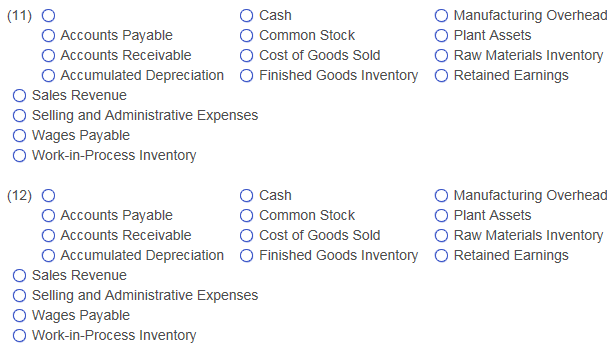 (11) Cash Manufacturing Overhead
Accounts Payable Common Stock Plant Assets
Accounts Receivable Cost of Goods Sold Raw Materials Inventory
Accumulated Depreciation Finished Goods Inventory Retained Earnings
Sales Revenue
Selling and Administrative Expenses
Wages Payable
Work-in-Process Inventory
(12) Cash Manufacturing Overhead
Accounts Payable Common Stock Plant Assets
Accounts Receivable Cost of Goods Sold Raw Materials Inventory
Accumulated Depreciation Finished Goods Inventory Retained Earnings
Sales Revenue
Selling and Administrative Expenses
Wages Payable
Work-in-Process Inventory